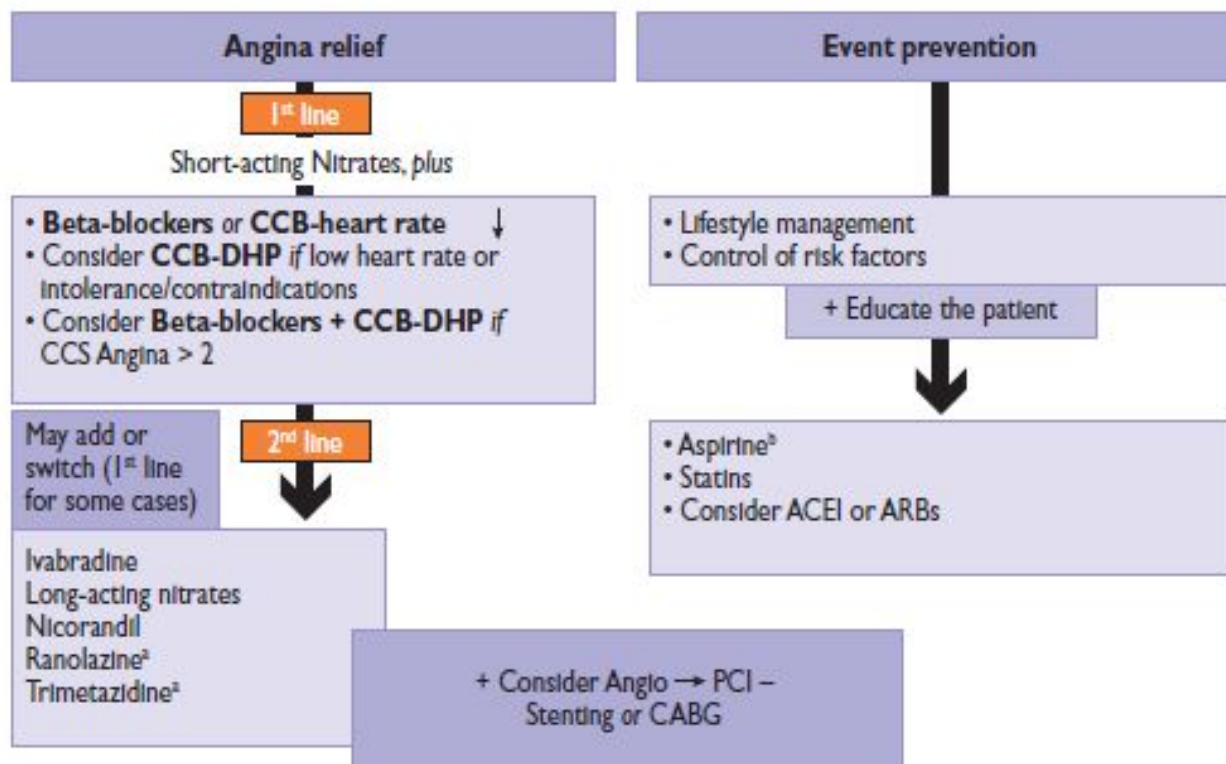 Angina relief
1st line
Short-acting Nitrates, plus
• Beta-blockers or CCB-heart rate ↓
• Consider CCB-DHP if low heart rate or
intolerance/contraindications
• Consider Beta-blockers + CCB-DHP if
CCS Angina > 2
May add or
switch (1st line
for some cases)
2nd line
Ivabradine
Long-acting nitrates
Nicorandil
Ranolazineᵃ
Trimetazidineᵃ
Event prevention
• Lifestyle management
• Control of risk factors
+ Educate the patient
• Aspirineᵇ
• Statins
• Consider ACEI or ARBs
+ Consider Angio → PCI –
Stenting or CABG